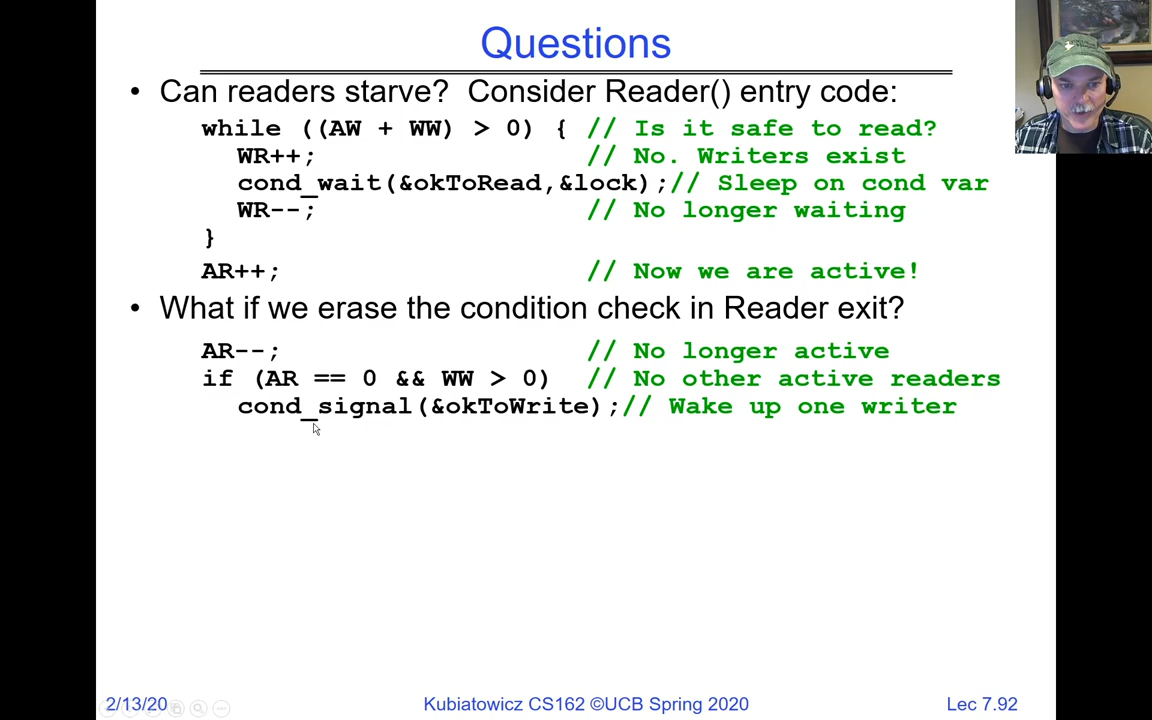 Questions
• Can readers starve? Consider Reader() entry code:
while ((AW + WW) > 0) { // Is it safe to read?
WR++; // No. Writers exist
cond_wait(&okToRead,&lock);// Sleep on cond var
WR--; // No longer waiting
}
AR++; // Now we are active!
• What if we erase the condition check in Reader exit?
AR--; // No longer active
if (AR == 0 && WW > 0) // No other active readers
cond_signal(&okToWrite);// Wake up one writer
2/13/20 Kubiatowicz CS162 ©UCB Spring 2020 Lec 7.92